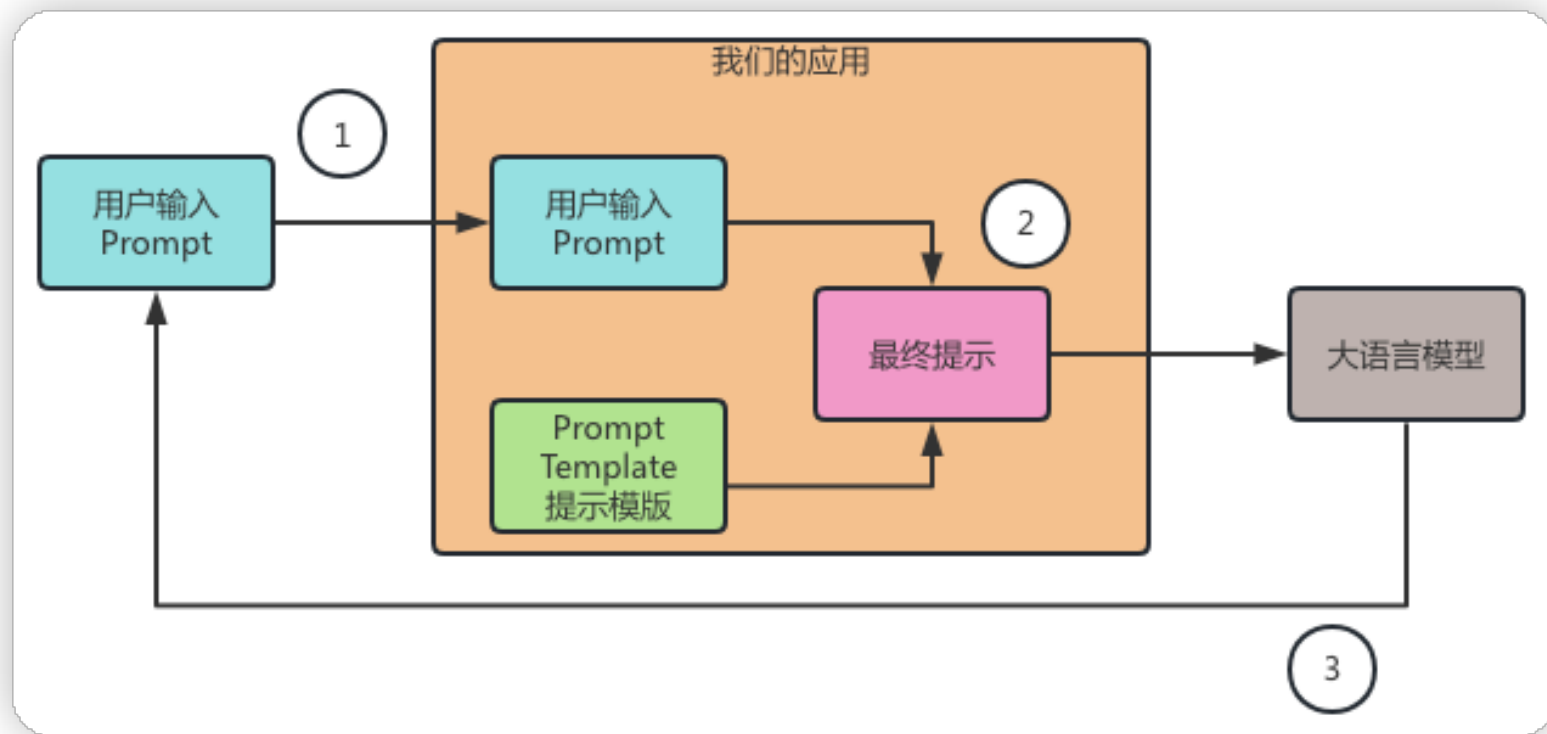 我们的应用
1
用户输入
Prompt
用户输入
Prompt
2
最终提示
大语言模型
Prompt
Template
提示模版
3